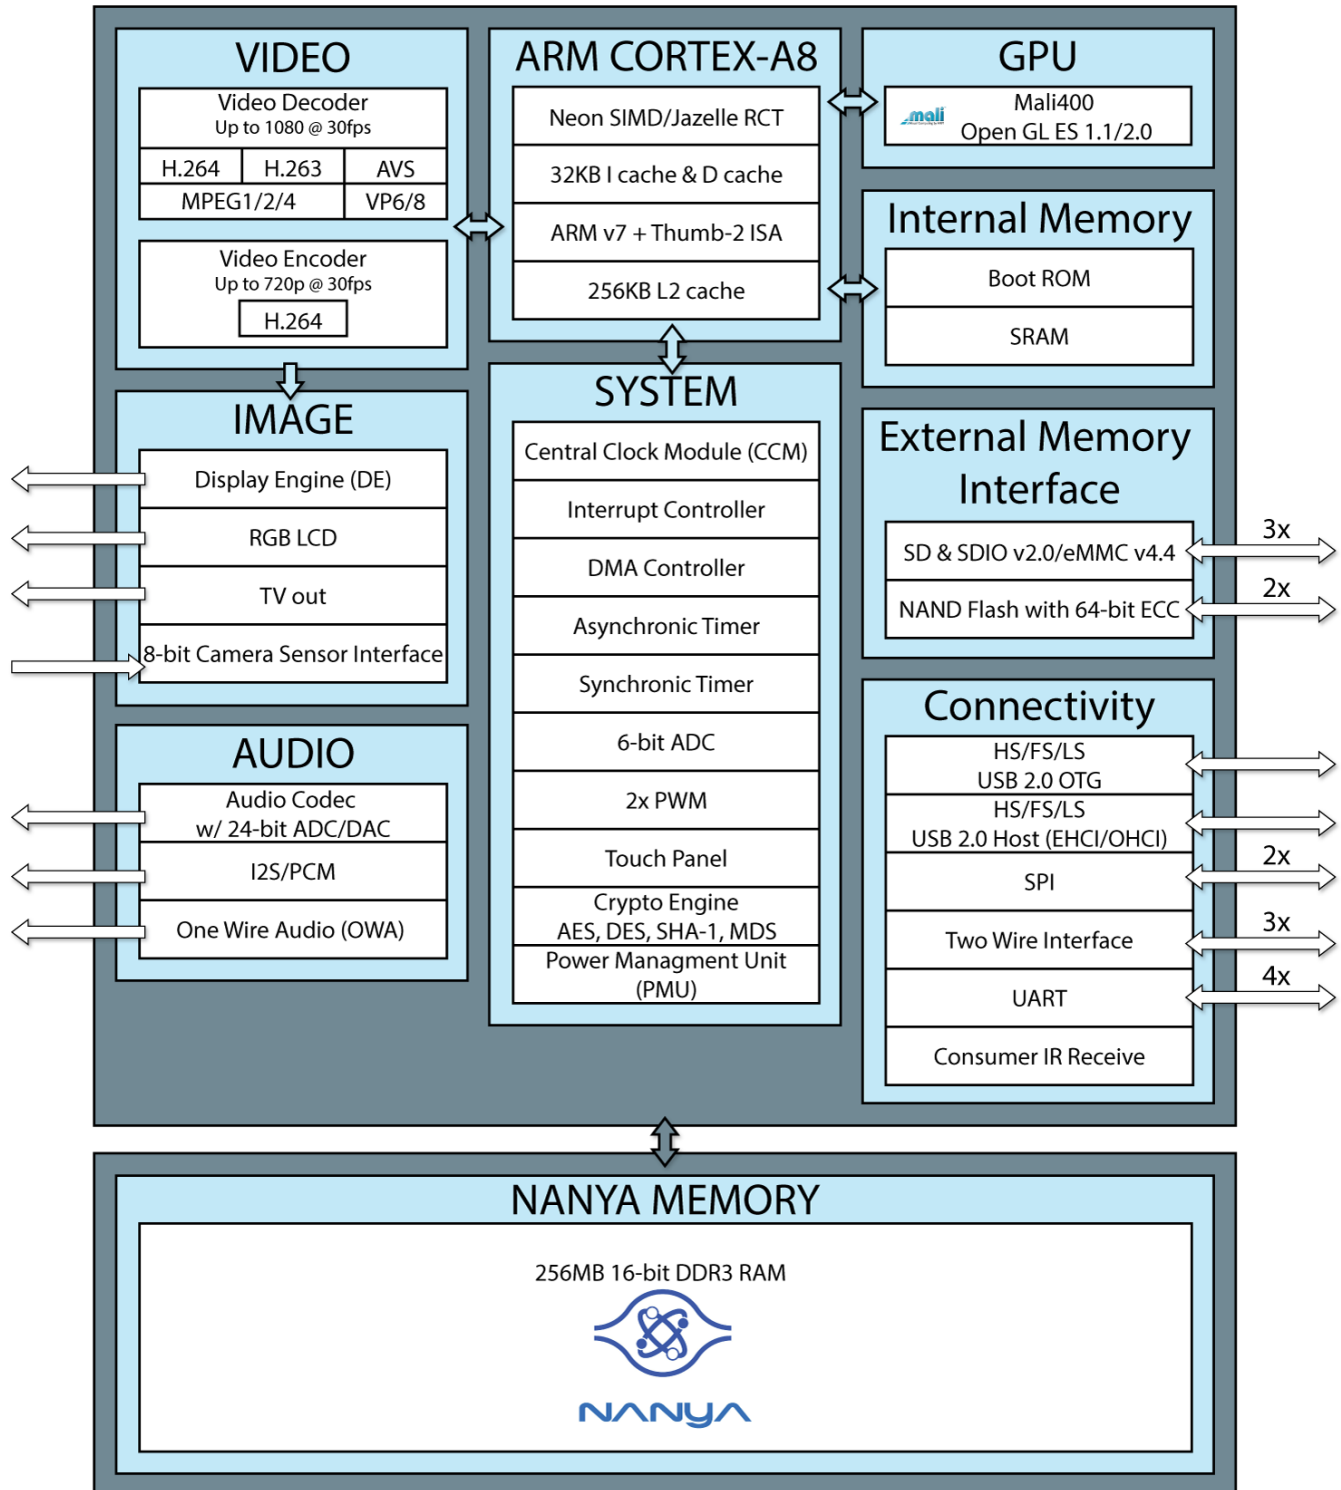 VIDEO
Video Decoder
Up to 1080 @ 30fps
H.264 H.263 AVS
MPEG1/2/4 VP6/8
Video Encoder
Up to 720p @ 30fps
H.264
ARM CORTEX-A8
Neon SIMD/Jazelle RCT
32KB I cache & D cache
ARM v7 + Thumb-2 ISA
256KB L2 cache
GPU
mali
Mali400
Open GL ES 1.1/2.0
Internal Memory
Boot ROM
SRAM
IMAGE
Display Engine (DE)
RGB LCD
TV out
8-bit Camera Sensor Interface
SYSTEM
Central Clock Module (CCM)
Interrupt Controller
DMA Controller
Asynchronic Timer
Synchronic Timer
6-bit ADC
2x PWM
Touch Panel
Crypto Engine
AES, DES, SHA-1, MDS
Power Managment Unit
(PMU)
External Memory
Interface
SD & SDIO v2.0/eMMC v4.4
3x
NAND Flash with 64-bit ECC
2x
AUDIO
Audio Codec
w/ 24-bit ADC/DAC
I2S/PCM
One Wire Audio (OWA)
Connectivity
HS/FS/LS
USB 2.0 OTG
HS/FS/LS
USB 2.0 Host (EHCI/OHCI)
SPI
2x
Two Wire Interface
3x
UART
4x
Consumer IR Receive
NANYA MEMORY
256MB 16-bit DDR3 RAM
NANYA